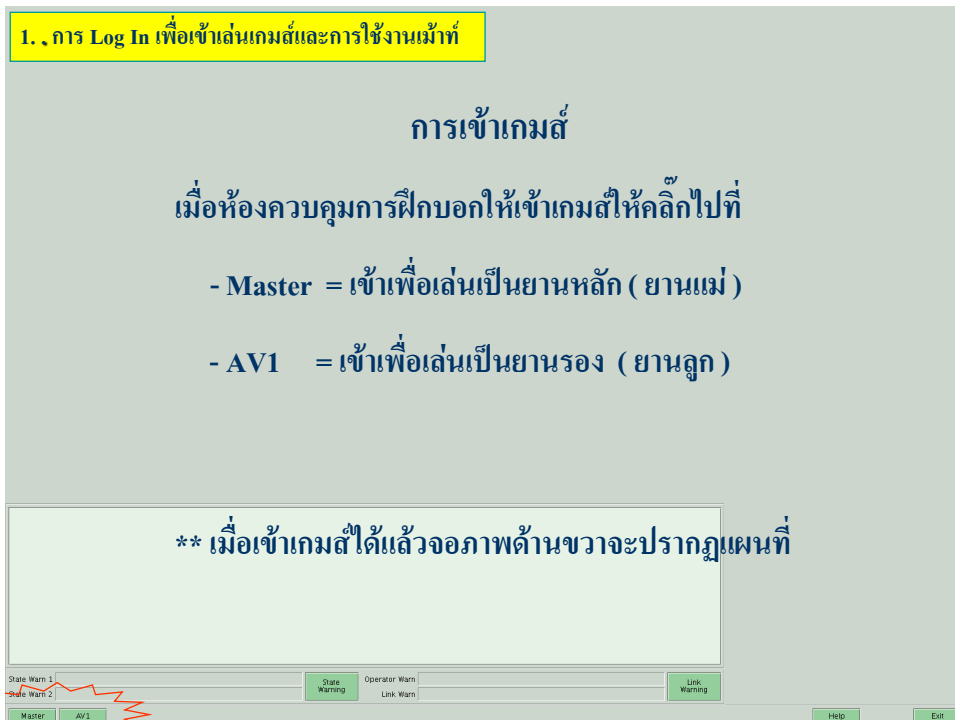 1. . การ Log In เพื่อเข้าเล่นเกมส์และการใช้งานเม้าท์
การเข้าเกมส์
เมื่อห้องควบคุมการฝึกบอกให้เข้าเกมส์ให้คลิ๊กไปที่
- Master = เข้าเพื่อเล่นเป็นยานหลัก ( ยานแม่ )
- AV1 = เข้าเพื่อเล่นเป็นยานรอง ( ยานลูก )
** เมื่อเข้าเกมส์ได้แล้วจอภาพด้านขวาจะปรากฏแผนที่
State Warn 1
State Warn 2
State Warning
Operator Warn
Link Warn
Link Warning
Master AV1 Help Exit